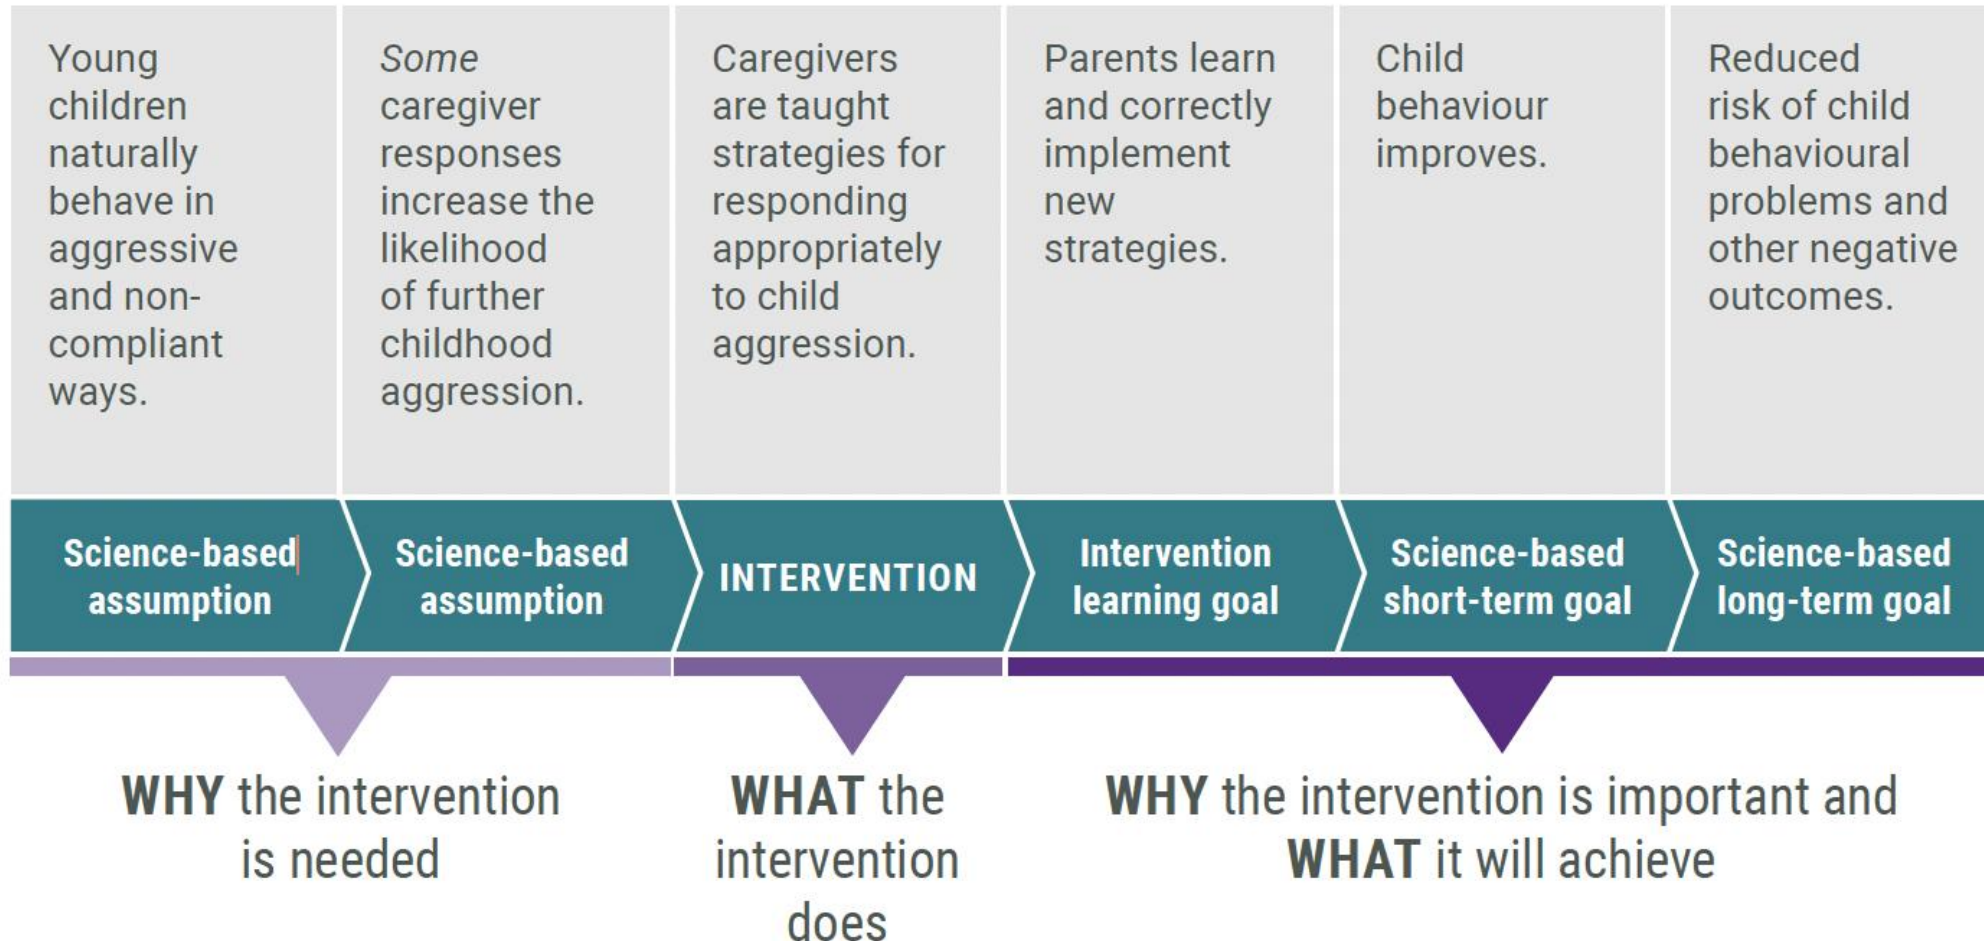 Young
children
naturally
behave in
aggressive
and non-
compliant
ways.
Some
caregiver
responses
increase the
likelihood
of further
childhood
aggression.
Caregivers
are taught
strategies for
responding
appropriately
to child
aggression.
Parents learn
and correctly
implement
new
strategies.
Child
behaviour
improves.
Reduced
risk of child
behavioural
problems and
other negative
outcomes.
Science-based
assumption
Science-based
assumption
INTERVENTION
Intervention
learning goal
Science-based
short-term goal
Science-based
long-term goal
WHY the intervention
is needed
WHAT the
intervention
does
WHY the intervention is important and
WHAT it will achieve